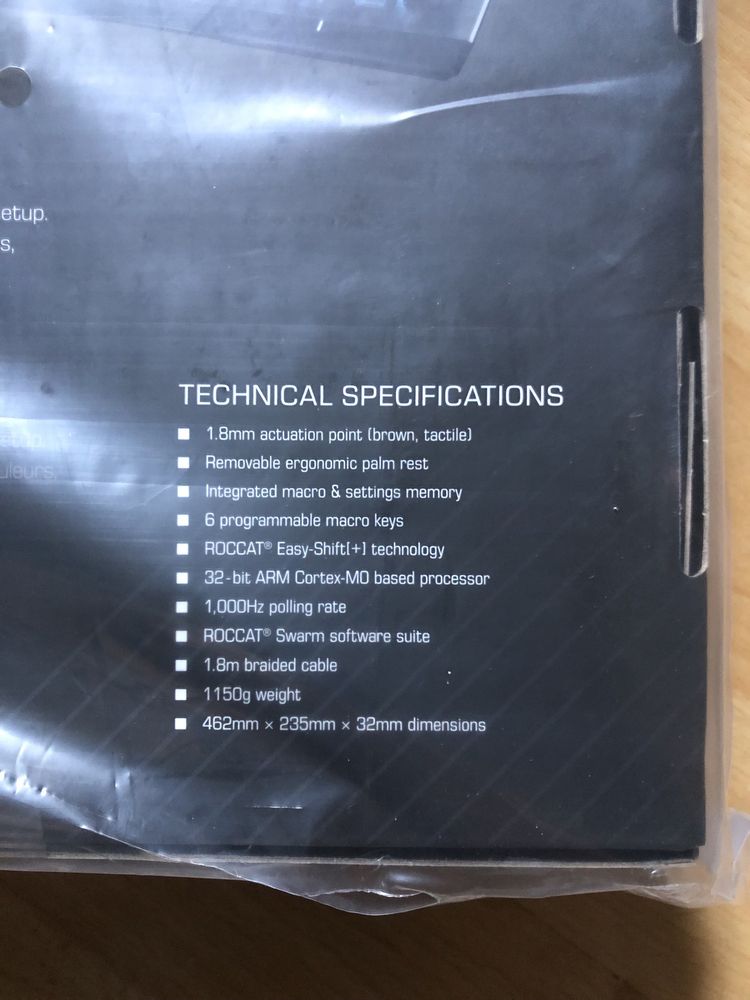 etup.
s,
TECHNICAL SPECIFICATIONS
■ 1.8mm actuation point (brown, tactile)
■ Removable ergonomic palm rest
■ Integrated macro & settings memory
■ 6 programmable macro keys
■ ROCCAT® Easy-Shift[+] technology
■ 32-bit ARM Cortex-M0 based processor
■ 1,000Hz polling rate
■ ROCCAT® Swarm software suite
■ 1.8m braided cable
■ 1150g weight
■ 462mm × 235mm × 32mm dimensions
etup,
uleurs,